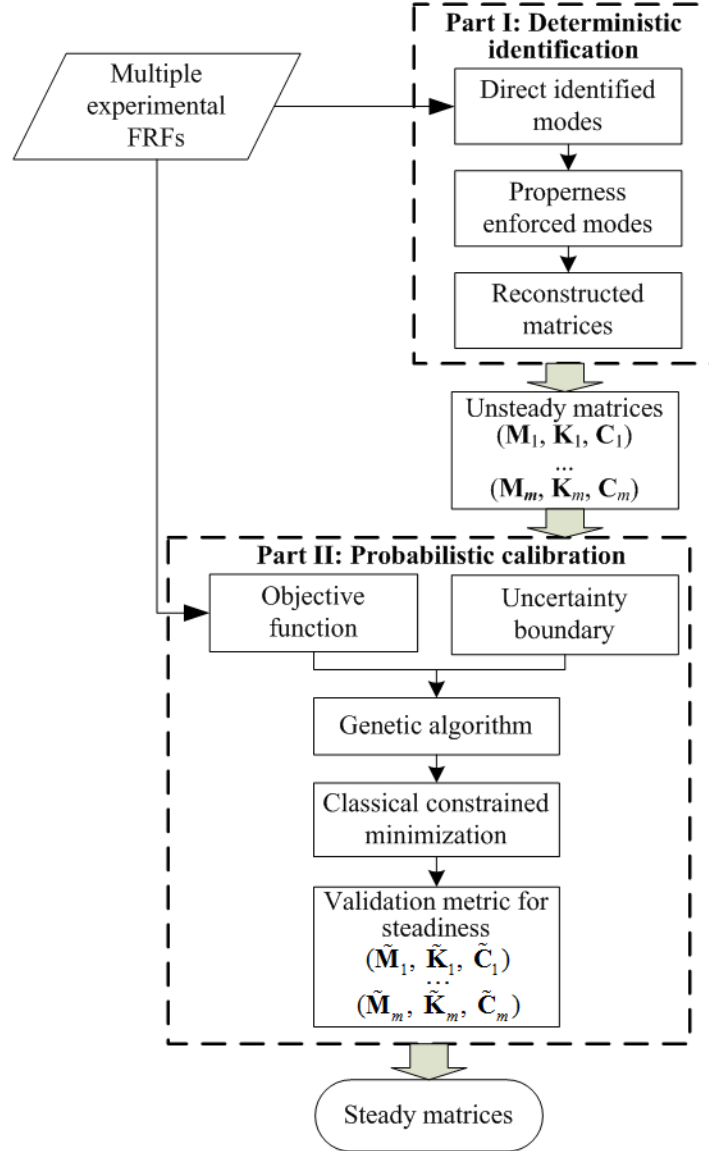 Part I: Deterministic
identification
Multiple
experimental
FRFs
Direct identified
modes
Properness
enforced modes
Reconstructed
matrices
Unsteady matrices
(M₁, K₁, C₁)
...
(Mₘ, Kₘ, Cₘ)
Part II: Probabilistic calibration
Objective
function
Uncertainty
boundary
Genetic algorithm
Classical constrained
minimization
Validation metric for
steadiness
(M̃₁, K̃₁, C̃₁)
...
(M̃ₘ, K̃ₘ, C̃ₘ)
Steady matrices